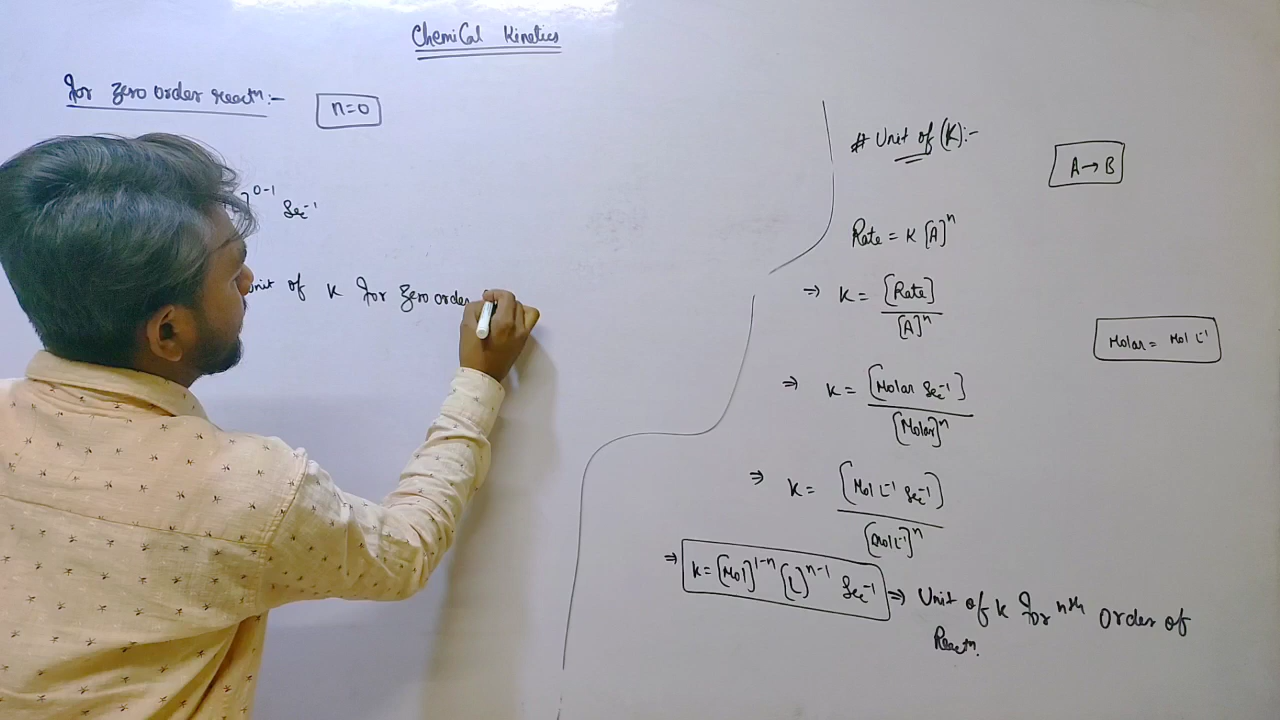 Chemical Kinetics
for zero order reactⁿ:-
n=0
]⁰⁻¹ Sec⁻¹
unit of K for zero order
# Unit of (K):-
A→B
Rate = K [A]ⁿ
⇒ K = [Rate]
[A]ⁿ
Molar = Mol L⁻¹
⇒ K = [Molar Sec⁻¹]
[Molar]ⁿ
⇒ K = [Mol L⁻¹ Sec⁻¹]
[Mol L⁻¹]ⁿ
⇒ K = [Mol]¹⁻ⁿ [L]ⁿ⁻¹ Sec⁻¹ ⇒ Unit of K for nth Order of
Reactⁿ.